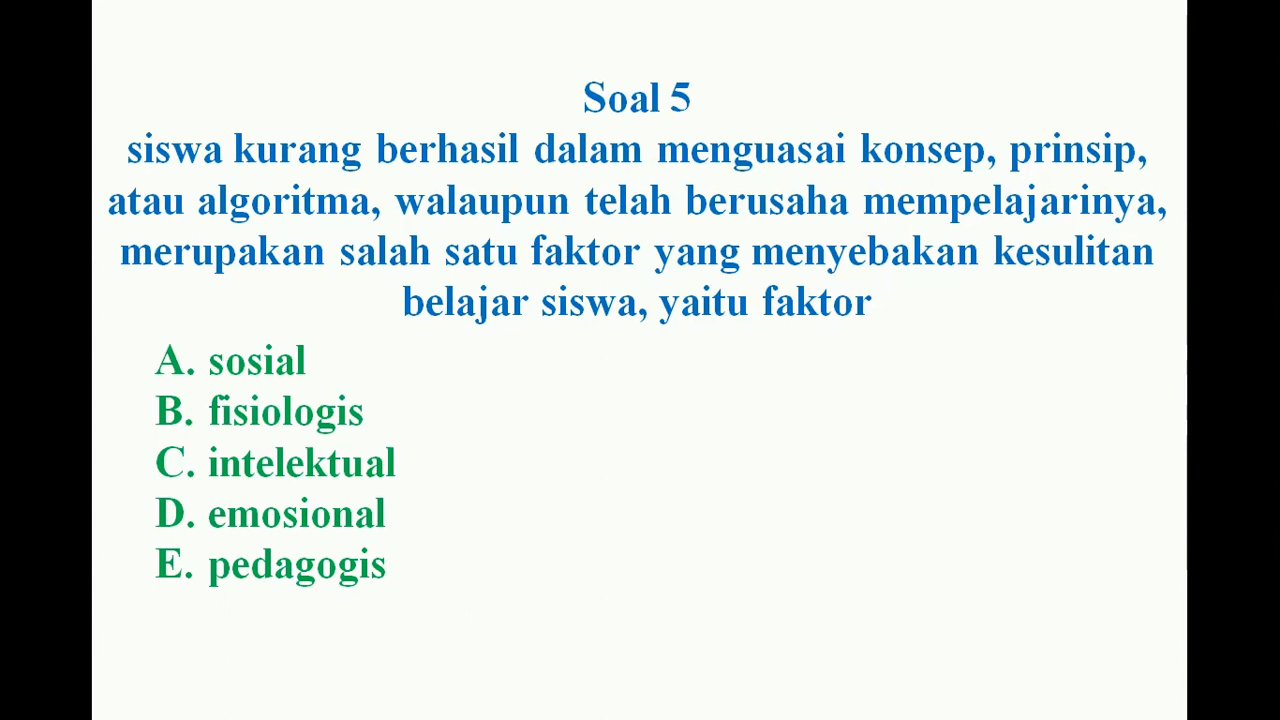 Soal 5
siswa kurang berhasil dalam menguasai konsep, prinsip,
atau algoritma, walaupun telah berusaha mempelajarinya,
merupakan salah satu faktor yang menyebakan kesulitan
belajar siswa, yaitu faktor
A. sosial
B. fisiologis
C. intelektual
D. emosional
E. pedagogis